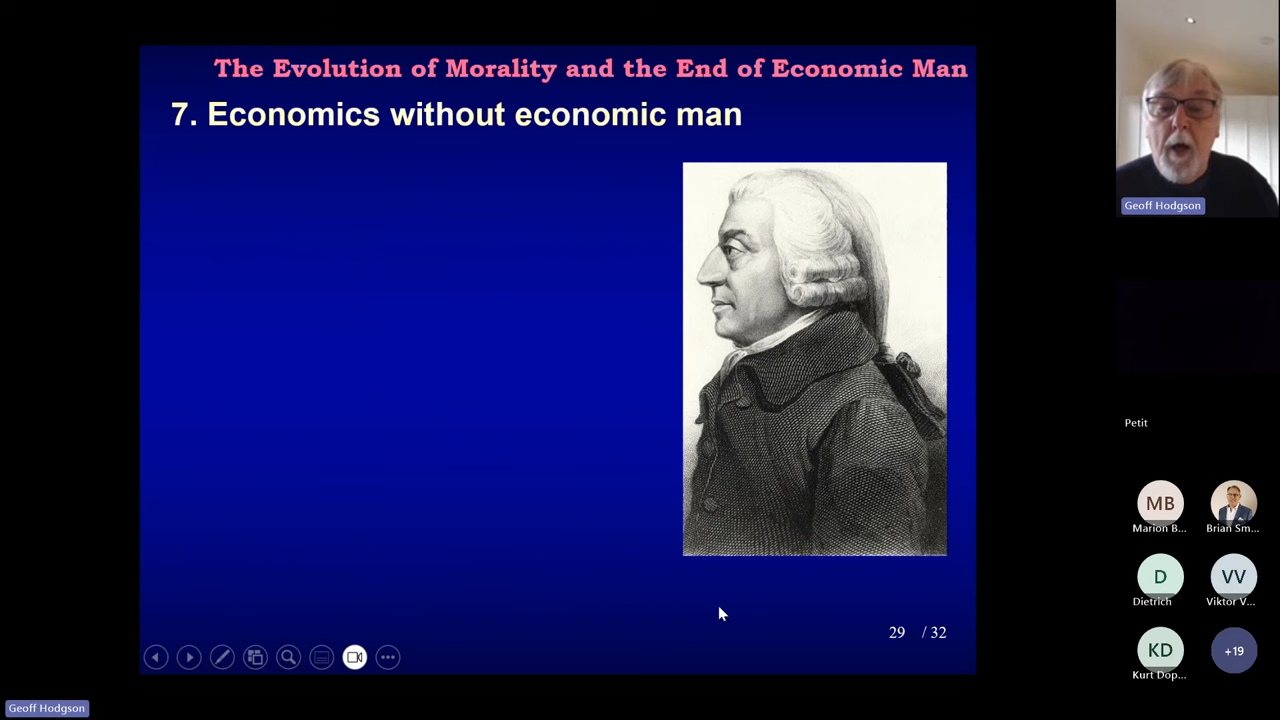 The Evolution of Morality and the End of Economic Man
7. Economics without economic man
29 / 32
Geoff Hodgson
Petit
MB
Marion B...
Brian Sm...
D
Dietrich
VV
Viktor V...
KD
Kurt Dop...
+19
Geoff Hodgson